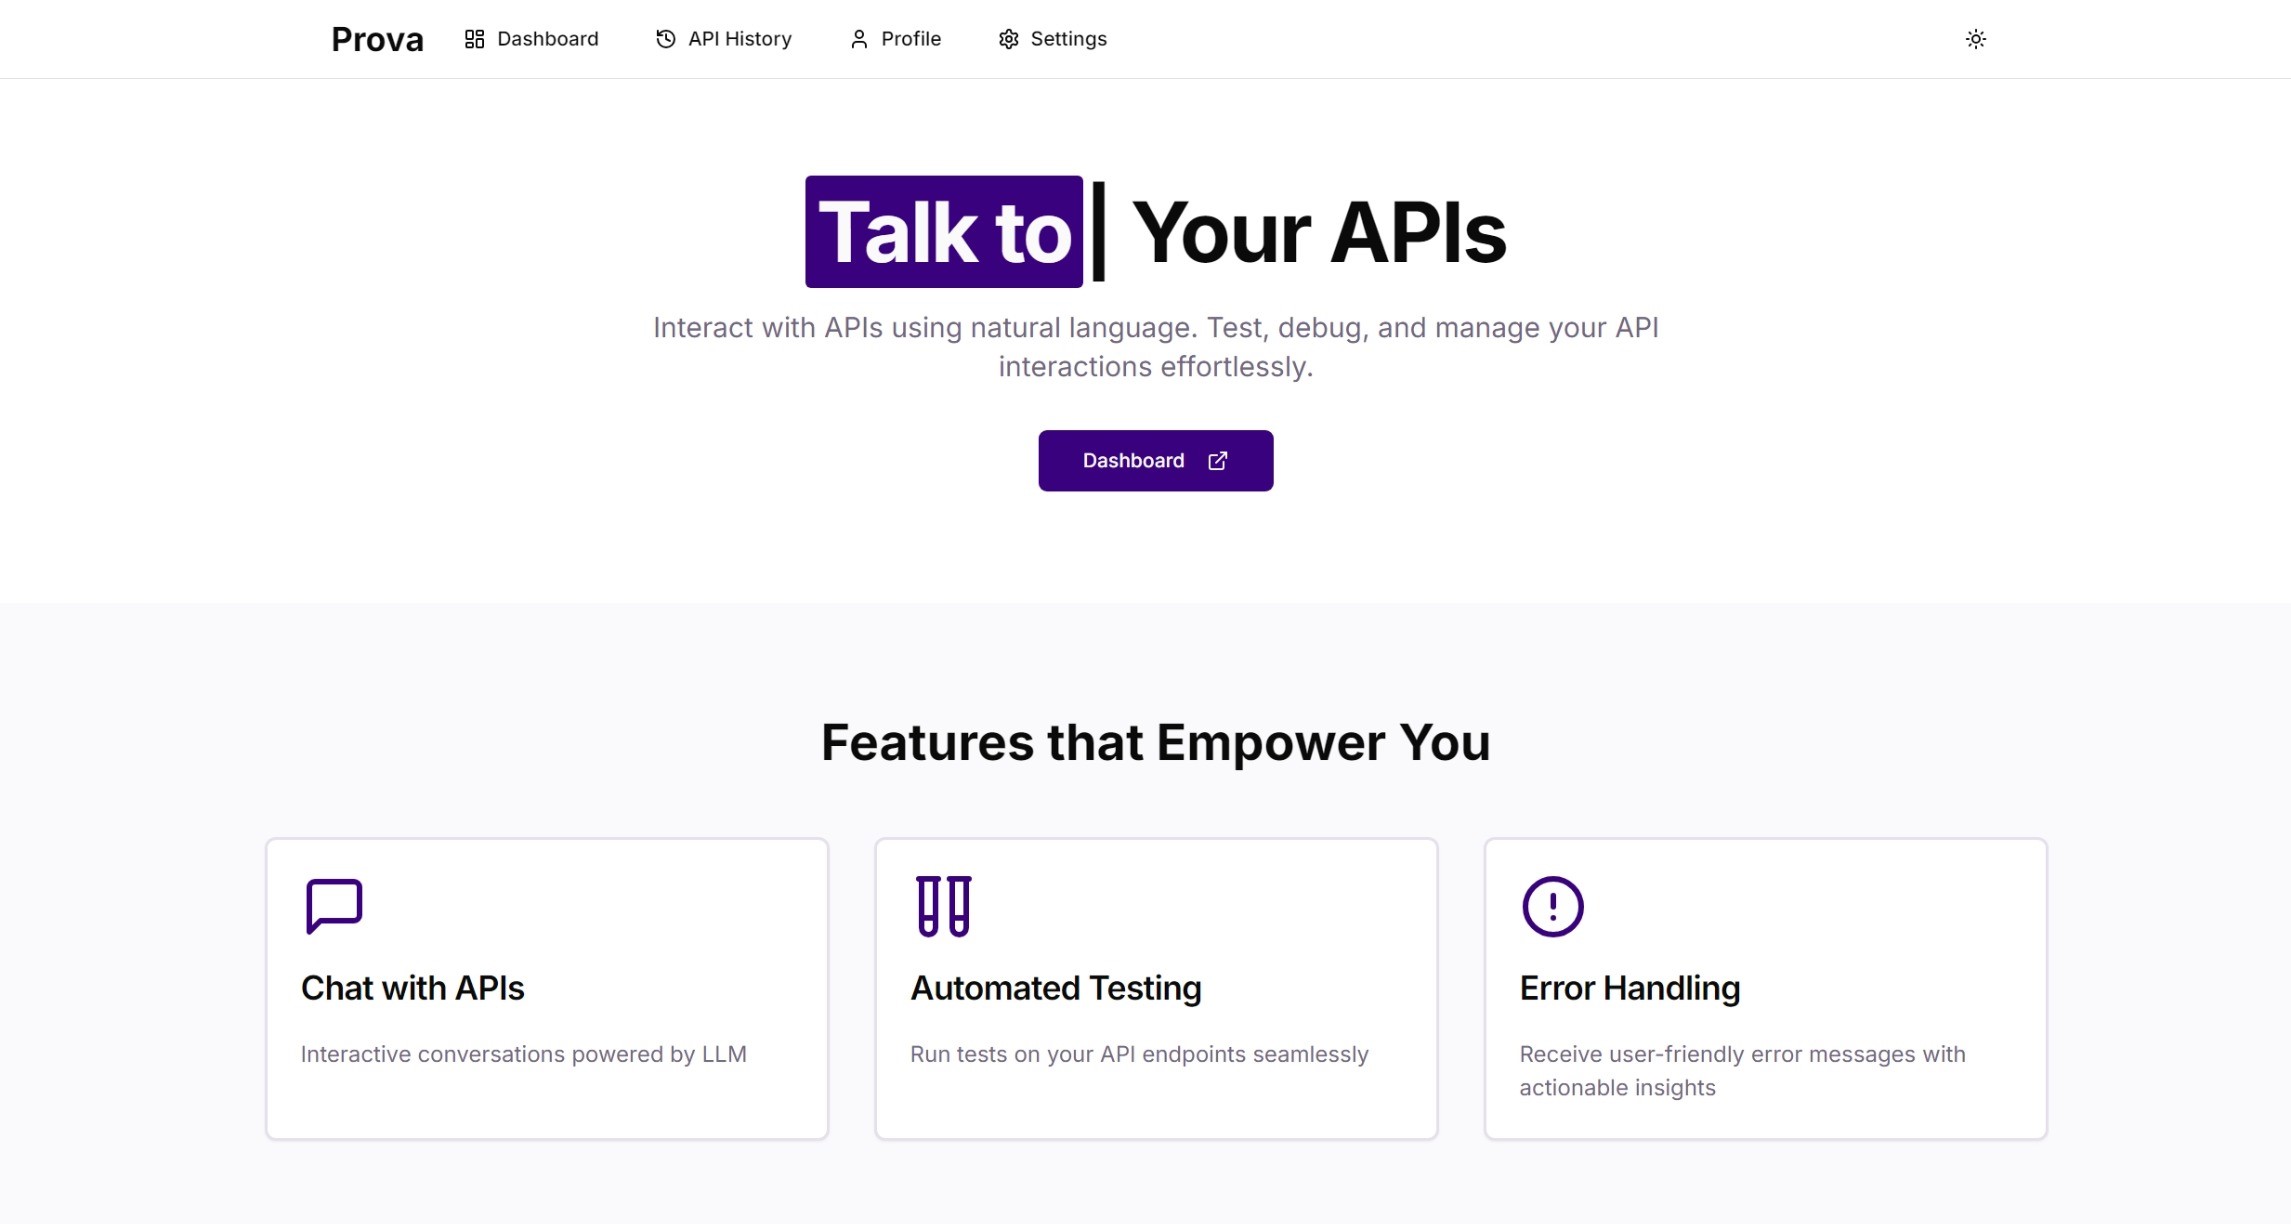 Prova Dashboard API History Profile Settings
Talk to| Your APIs
Interact with APIs using natural language. Test, debug, and manage your API
interactions effortlessly.
Dashboard
Features that Empower You
Chat with APIs
Interactive conversations powered by LLM
Automated Testing
Run tests on your API endpoints seamlessly
Error Handling
Receive user-friendly error messages with
actionable insights